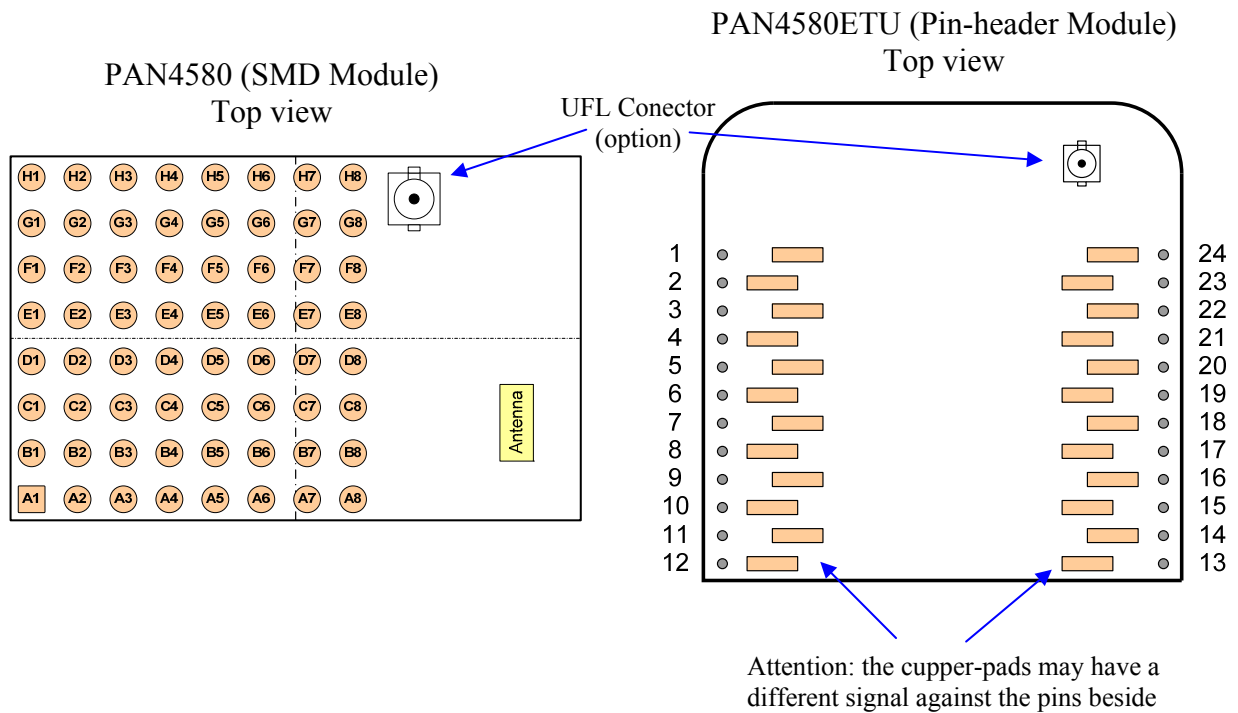 PAN4580ETU (Pin-header Module)
Top view
PAN4580 (SMD Module)
Top view
UFL Conector
(option)
H1 H2 H3 H4 H5 H6 H7 H8
G1 G2 G3 G4 G5 G6 G7 G8
F1 F2 F3 F4 F5 F6 F7 F8
E1 E2 E3 E4 E5 E6 E7 E8
D1 D2 D3 D4 D5 D6 D7 D8
C1 C2 C3 C4 C5 C6 C7 C8
B1 B2 B3 B4 B5 B6 B7 B8
A1 A2 A3 A4 A5 A6 A7 A8
Antenna
1 24
2 23
3 22
4 21
5 20
6 19
7 18
8 17
9 16
10 15
11 14
12 13
Attention: the cupper-pads may have a
different signal against the pins beside